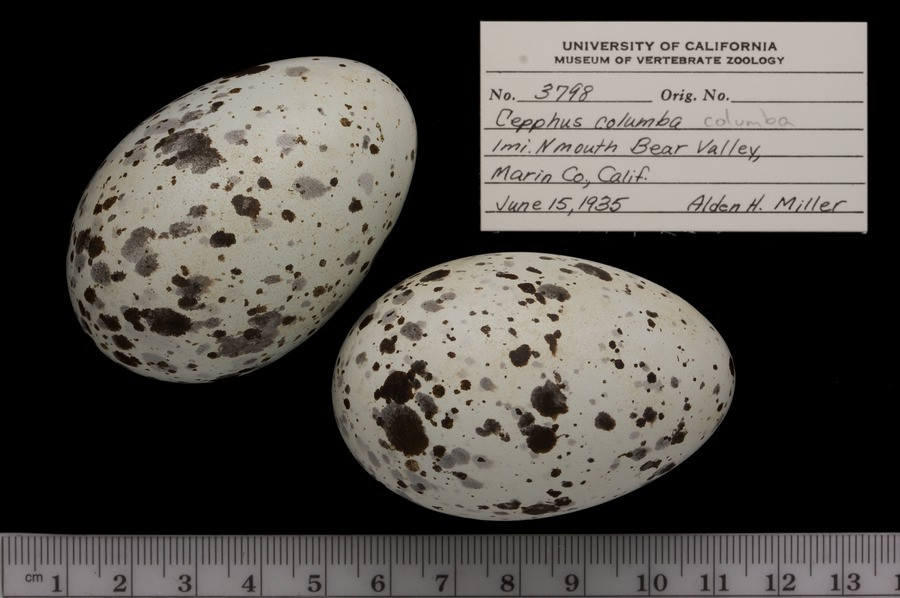 UNIVERSITY OF CALIFORNIA
MUSEUM OF VERTEBRATE ZOOLOGY
No. 3798 Orig. No.
Cepphus columba columba
1mi. N mouth Bear Valley,
Marin Co., Calif.
June 15, 1935 Alden H. Miller
cm 1 2 3 4 5 6 7 8 9 10 11 12 13 1